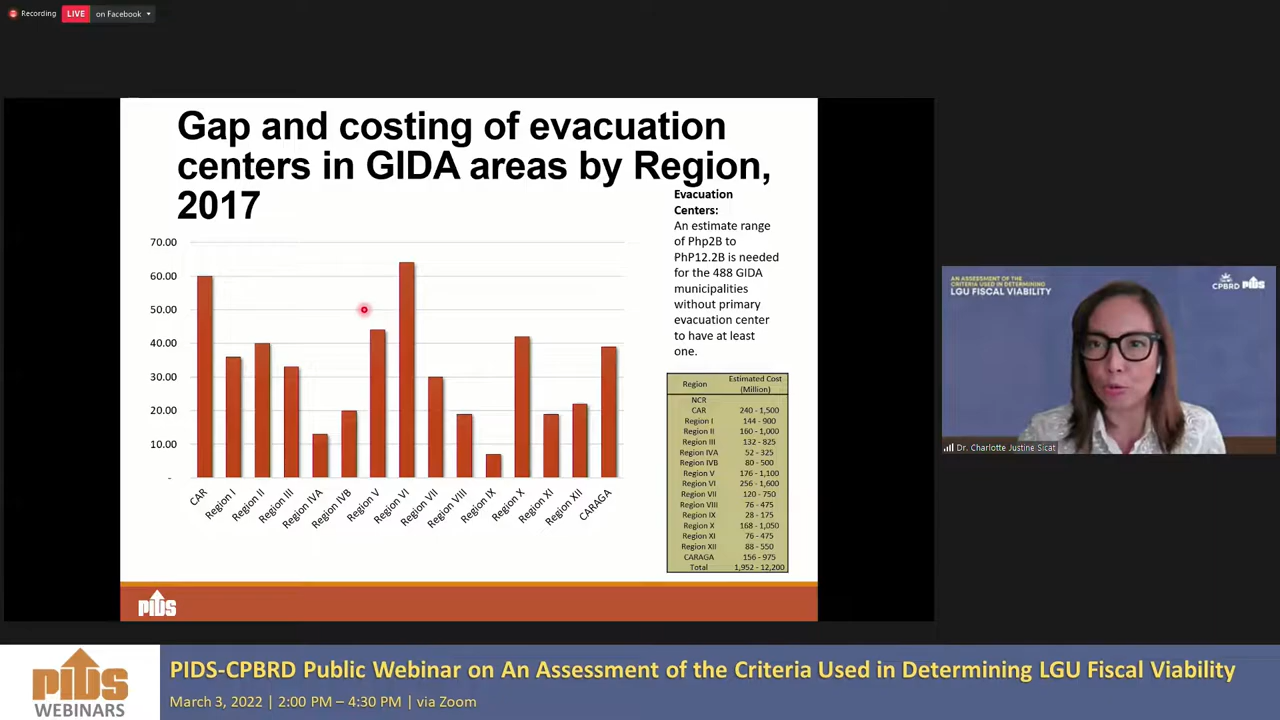 Recording
LIVE
on Facebook
Gap and costing of evacuation
centers in GIDA areas by Region,
2017
Evacuation
Centers:
An estimate range
of Php2B to
PhP12.2B is needed
for the 488 GIDA
municipalities
without primary
evacuation center
to have at least
one.
70.00
60.00
50.00
40.00
30.00
20.00
10.00
-
CAR
Region I
Region II
Region III
Region IVA
Region IVB
Region V
Region VI
Region VII
Region VIII
Region IX
Region X
Region XI
Region XII
CARAGA
Region Estimated Cost
(Million)
NCR
CAR 240 - 1,500
Region I 144 - 900
Region II 160 - 1,000
Region III 132 - 825
Region IVA 52 - 325
Region IVB 80 - 500
Region V 176 - 1,100
Region VI 256 - 1,600
Region VII 120 - 750
Region VIII 76 - 475
Region IX 28 - 175
Region X 168 - 1,050
Region XI 76 - 475
Region XII 88 - 550
CARAGA 156 - 975
Total 1,952 - 12,200
PIDS
AN ASSESSMENT OF THE
CRITERIA USED IN DETERMINING
LGU FISCAL VIABILITY
CPBRD PIDS
Dr. Charlotte Justine Sicat
PIDS
WEBINARS
PIDS-CPBRD Public Webinar on An Assessment of the Criteria Used in Determining LGU Fiscal Viability
March 3, 2022 | 2:00 PM – 4:30 PM | via Zoom